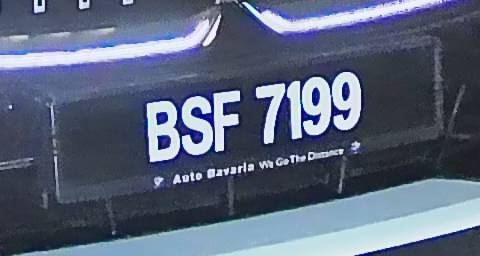 BSF 7199
Auto Bavaria We Go The Distance